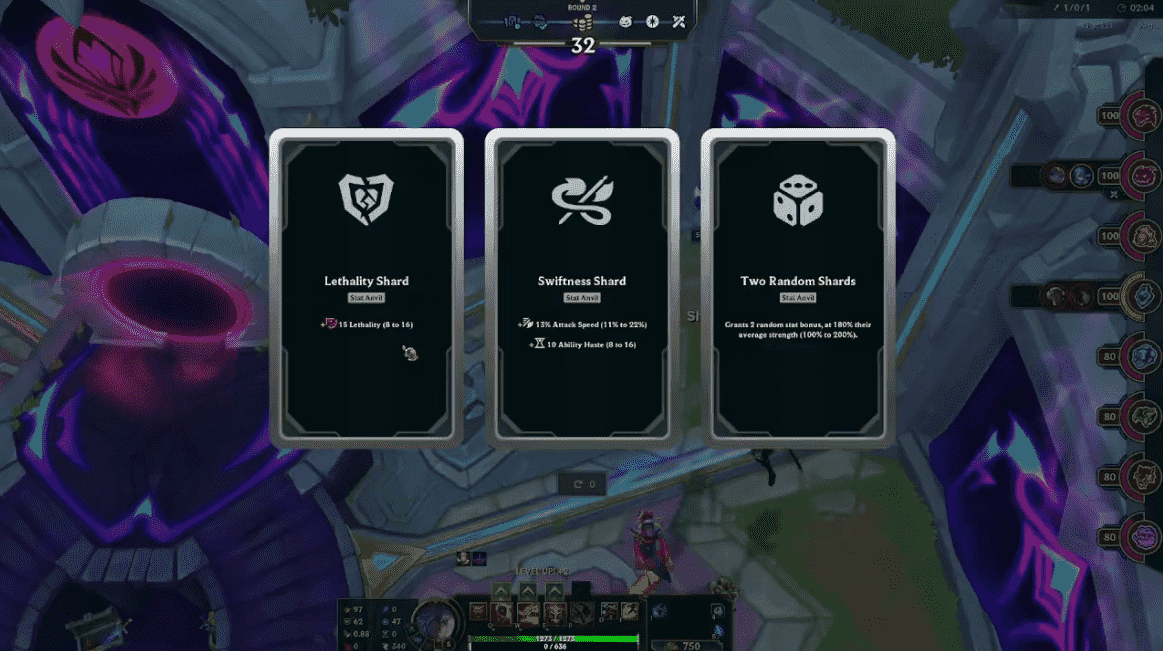 ROUND 2
32
1/0/1
02:04
Lethality Shard
Stat Anvil
+ 15 Lethality (8 to 16)
Swiftness Shard
Stat Anvil
+ 13% Attack Speed (11% to 22%)
+ 10 Ability Haste (8 to 16)
Two Random Shards
Stat Anvil
Grants 2 random stat bonus, at 180% their
average strength (100% to 200%).
100
100
100
100
80
80
80
80
0
LEVEL UP!
97
0
62
47
0.88
0
0
340
1273 / 1273
0 / 636
750